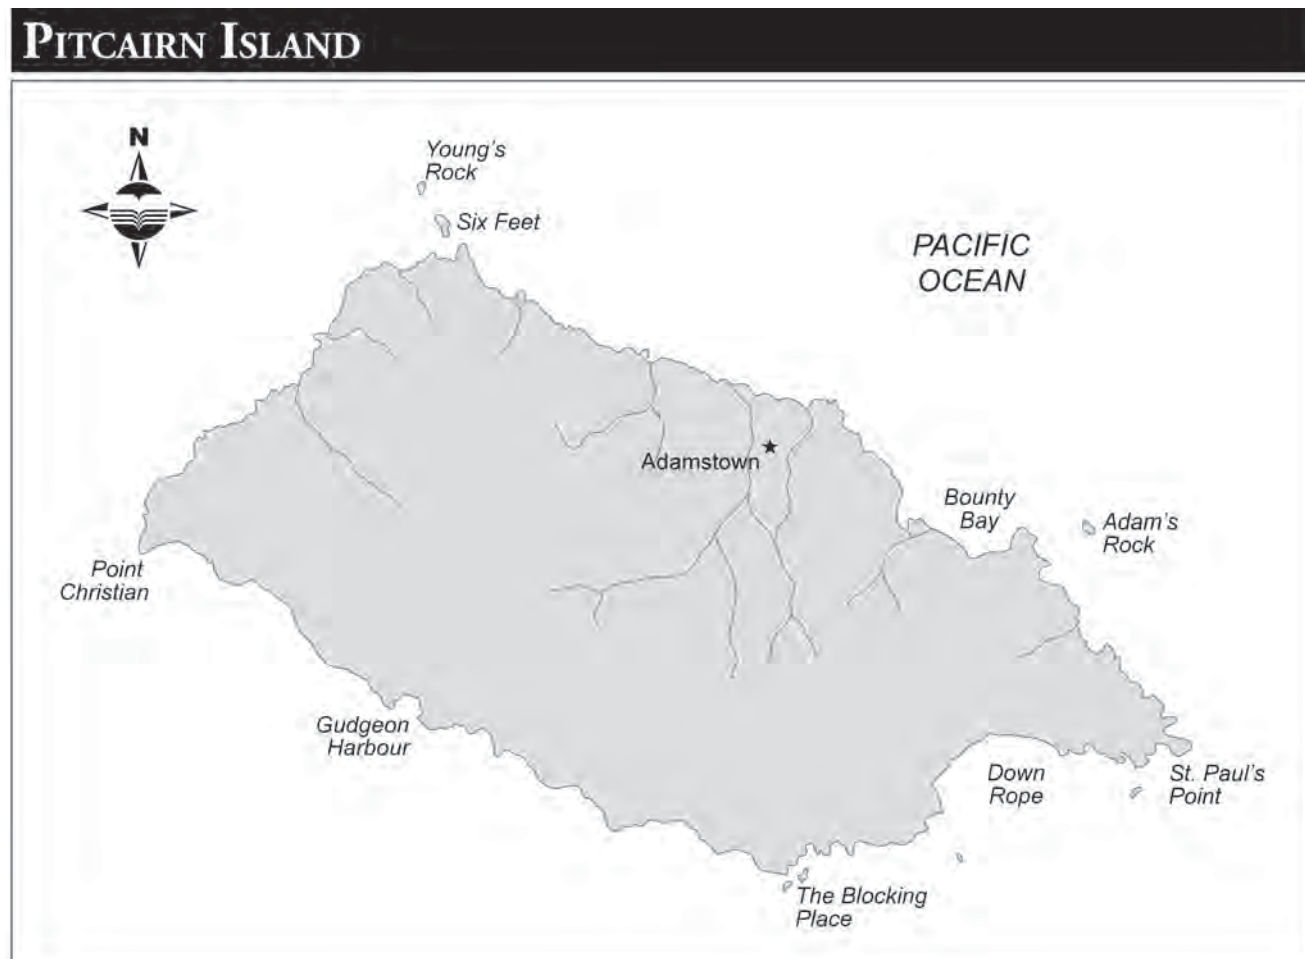 PITCAIRN ISLAND
N
Young's
Rock
Six Feet
PACIFIC
OCEAN
Adamstown
Bounty
Bay
Adam's
Rock
Point
Christian
Gudgeon
Harbour
Down
Rope
St. Paul's
Point
The Blocking
Place